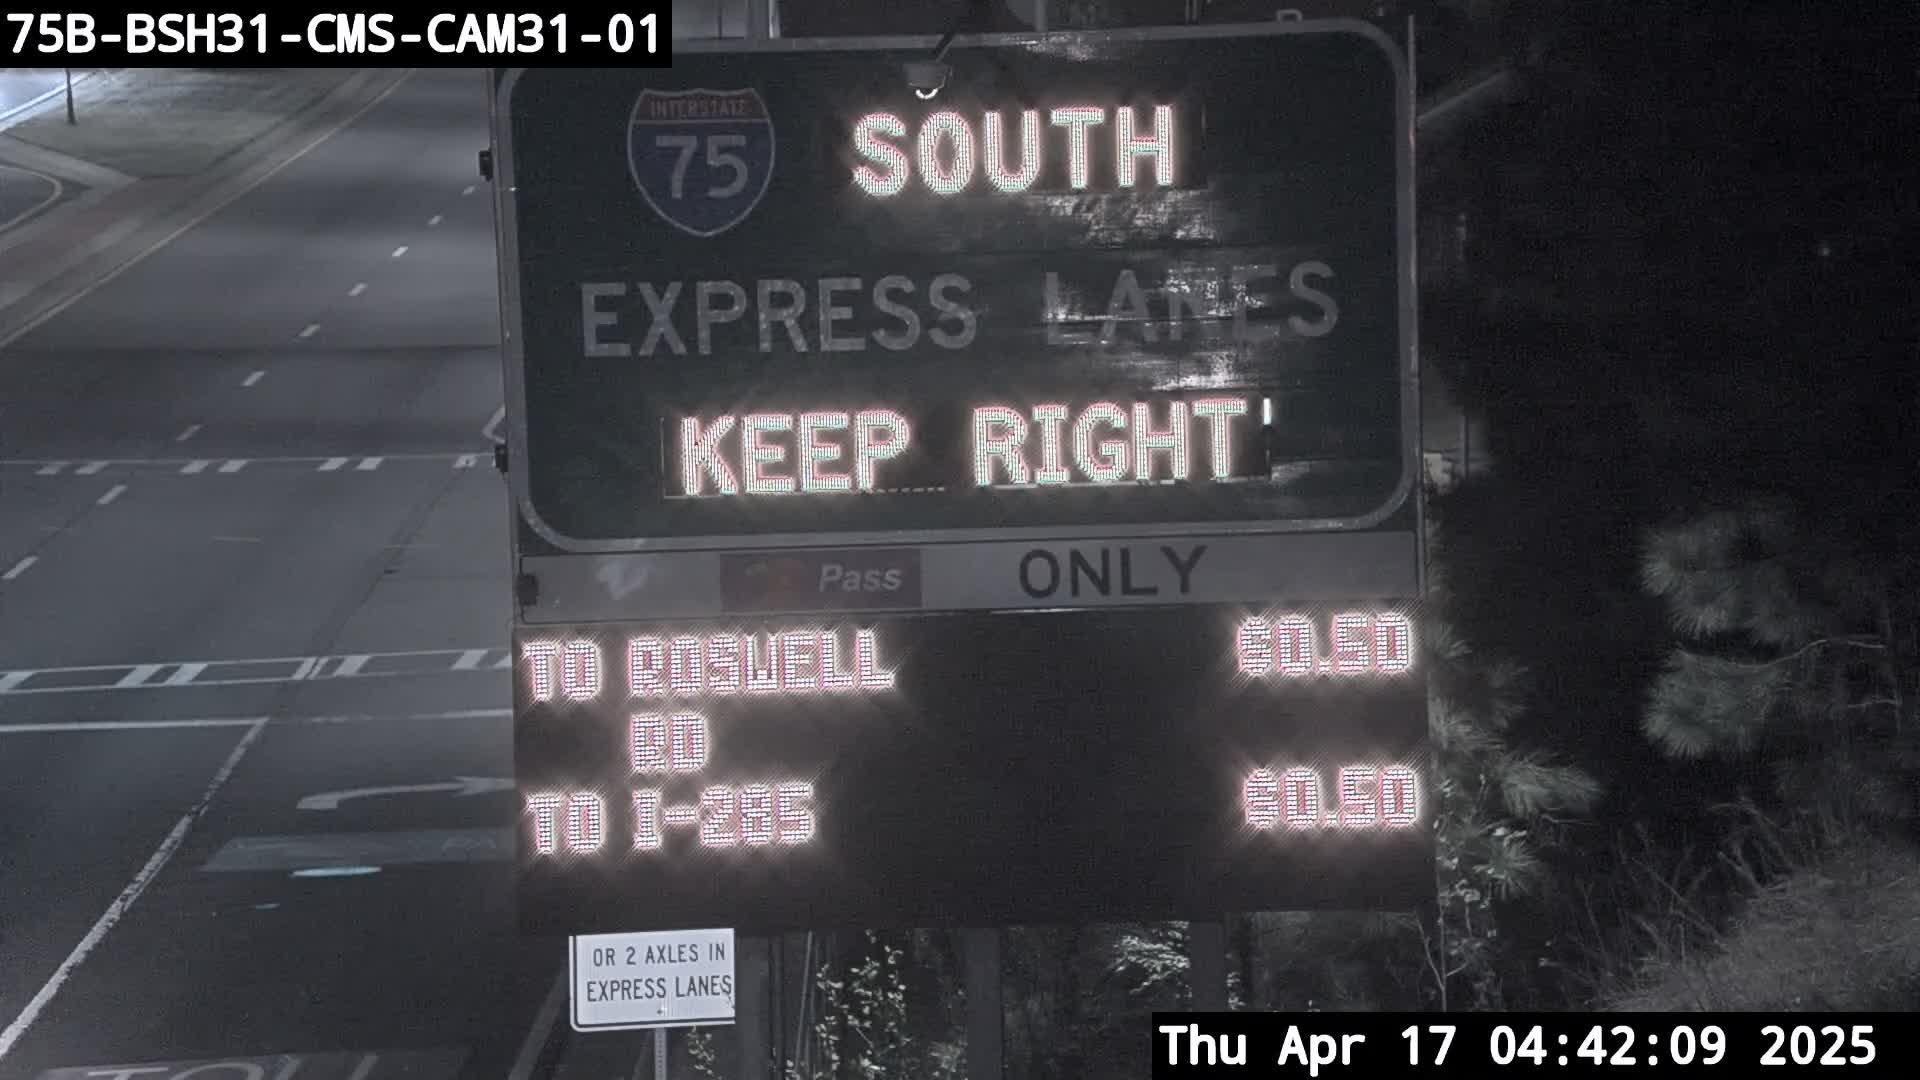 75B-BSH31-CMS-CAM31-01
INTERSTATE
75
SOUTH
EXPRESS LANES
KEEP RIGHT
Pass ONLY
TO ROSWELL $0.50
RD
TO I-285 $0.50
OR 2 AXLES IN
EXPRESS LANES
TOLL
Thu Apr 17 04:42:09 2025